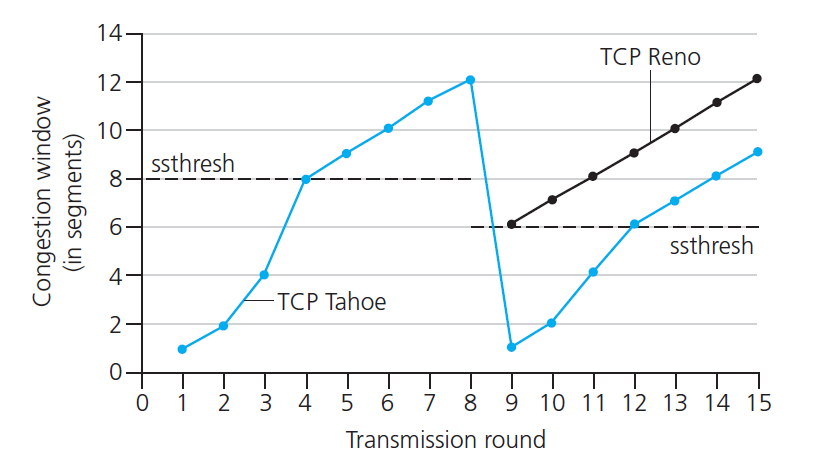 14
12
10
8
6
4
2
0
Congestion window
(in segments)
ssthresh
TCP Reno
ssthresh
TCP Tahoe
0 1 2 3 4 5 6 7 8 9 10 11 12 13 14 15
Transmission round